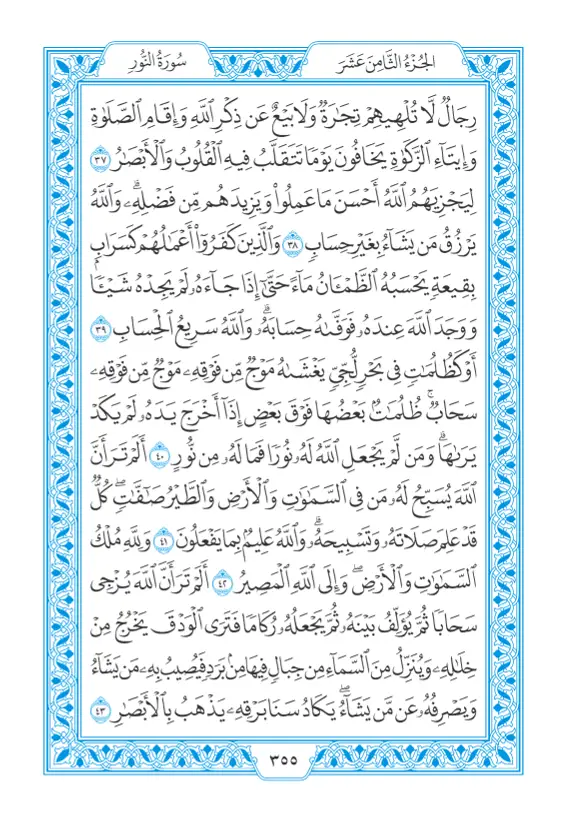 سُورَةُ النُّورِ
الجُزْءُ الثَّامِنَ عَشَرَ
رِجَالٌ لَّا تُلْهِيهِمْ تِجَٰرَةٌ وَلَا بَيْعٌ عَن ذِكْرِ ٱللَّهِ وَإِقَامِ ٱلصَّلَوٰةِ
وَإِيتَآءِ ٱلزَّكَوٰةِ يَخَافُونَ يَوْمًا تَتَقَلَّبُ فِيهِ ٱلْقُلُوبُ وَٱلْأَبْصَٰرُ ٣٧
لِيَجْزِيَهُمُ ٱللَّهُ أَحْسَنَ مَا عَمِلُوا۟ وَيَزِيدَهُم مِّن فَضْلِهِۦ ۗ وَٱللَّهُ
يَرْزُقُ مَن يَشَآءُ بِغَيْرِ حِسَابٍ ٣٨ وَٱلَّذِينَ كَفَرُوٓا۟ أَعْمَٰلُهُمْ كَسَرَابٍۭ
بِقِيعَةٍ يَحْسَبُهُ ٱلظَّمْـَٔانُ مَآءً حَتَّىٰٓ إِذَا جَآءَهُۥ لَمْ يَجِدْهُ شَيْـًٔا
وَوَجَدَ ٱللَّهَ عِندَهُۥ فَوَفَّىٰهُ حِسَابَهُۥ ۗ وَٱللَّهُ سَرِيعُ ٱلْحِسَابِ ٣٩
أَوْ كَظُلُمَٰتٍ فِى بَحْرٍ لُّجِّىٍّ يَغْشَىٰهُ مَوْجٌ مِّن فَوْقِهِۦ مَوْجٌ مِّن فَوْقِهِۦ
سَحَابٌ ۚ ظُلُمَٰتٌۢ بَعْضُهَا فَوْقَ بَعْضٍ إِذَآ أَخْرَجَ يَدَهُۥ لَمْ يَكَدْ
يَرَىٰهَا ۗ وَمَن لَّمْ يَجْعَلِ ٱللَّهُ لَهُۥ نُورًا فَمَا لَهُۥ مِن نُّورٍ ٤٠ أَلَمْ تَرَ أَنَّ
ٱللَّهَ يُسَبِّحُ لَهُۥ مَن فِى ٱلسَّمَٰوَٰتِ وَٱلْأَرْضِ وَٱلطَّيْرُ صَٰٓفَّٰتٍ ۖ كُلٌّ
قَدْ عَلِمَ صَلَاتَهُۥ وَتَسْبِيحَهُۥ ۗ وَٱللَّهُ عَلِيمٌۢ بِمَا يَفْعَلُونَ ٤١ وَلِلَّهِ مُلْكُ
ٱلسَّمَٰوَٰتِ وَٱلْأَرْضِ ۖ وَإِلَى ٱللَّهِ ٱلْمَصِيرُ ٤٢ أَلَمْ تَرَ أَنَّ ٱللَّهَ يُزْجِى
سَحَابًا ثُمَّ يُؤَلِّفُ بَيْنَهُۥ ثُمَّ يَجْعَلُهُۥ رُكَامًا فَتَرَى ٱلْوَدْقَ يَخْرُجُ مِنْ
خِلَٰلِهِۦ وَيُنَزِّلُ مِنَ ٱلسَّمَآءِ مِن جِبَالٍ فِيهَا مِنۢ بَرَدٍ فَيُصِيبُ بِهِۦ مَن يَشَآءُ
وَيَصْرِفُهُۥ عَن مَّن يَشَآءُ ۖ يَكَادُ سَنَا بَرْقِهِۦ يَذْهَبُ بِٱلْأَبْصَٰرِ ٤٣
٣٥٥